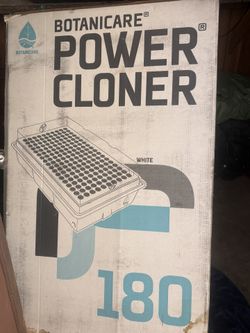 BOTANICARE®
POWER®
CLONER
BOTANICARE
WHITE
180